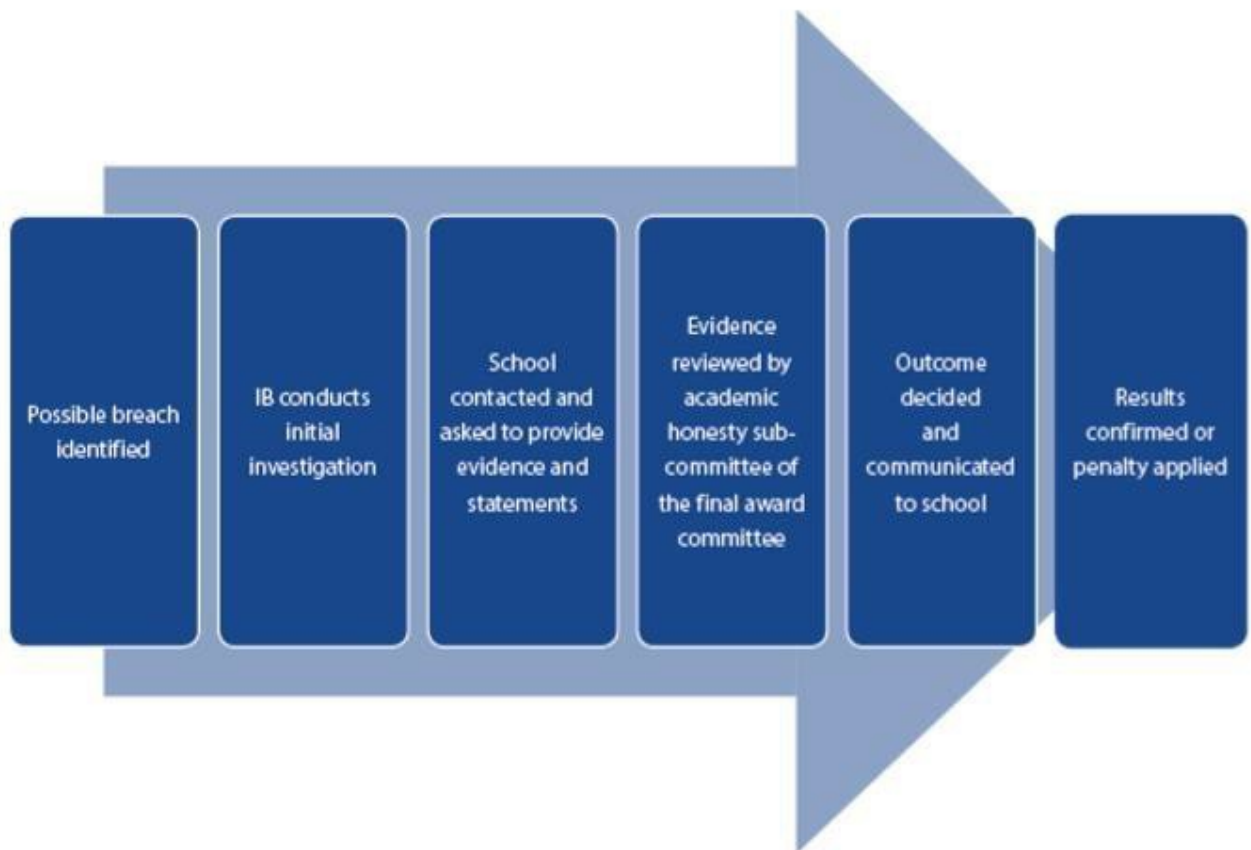 Possible breach
identified
IB conducts
initial
investigation
School
contacted and
asked to provide
evidence and
statements
Evidence
reviewed by
academic
honesty sub-
committee of
the final award
committee
Outcome
decided
and
communicated
to school
Results
confirmed or
penalty applied